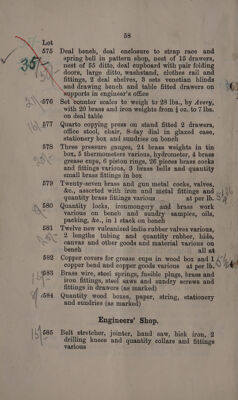 58
Lot
575 Deal bench, deal enclosure to strap race and
spring bell in pattern shop, nest of 15 drawers,
nest of 55 ditto, deal cupboard with pair folding
doors, large ditto, washstand, clothes rail and
fittings, 2 deal shelves, 3 sets venetian blinds
and drawing bench and table fitted drawers on
supports in engineer's office
576 Set counter scales to weigh to 28 lbs., by Avery,
with 20 brass and iron weights from ½ oz. to 7 lbs.
on deal table
577 Quarto copying press on stand fitted 2 drawers,
office stool, chair, 8-day dial in glazed case,
stationery box and sundries on bench
578 Three pressure gauges, 24 brass weights in tin
box, 5 thermometers various, hydrometer, 4 brass
grease cups, 6 piston rings, 26 pieces brass cocks
and fittings various, 3 brass bells and quantity
small brass fittings in box
579 Twenty-seven brass and gun metal cocks, valves,
&c., assorted with iron and metal fittings and
quantity brass fittings various at per lb.
580 Quantity locks, ironmongery and brass work
various on bench and sundry samples, oils,
packing, &c., in 1 stack on bench
581 Twelve new vulcanized india rubber valves various,
2 lengths tubing and quantity rubber, hide,
canvas and other goods and material various on
bench all at
582 Copper covers for grease cups in wood box and 1
copper bend and copper goods various at per lb.
583 Brass wire, steel springs, fusible plugs, brass and
iron fittings, steel saws and sundry screws and
fittings in drawers (as marked)
584 Quantity wood boxes, paper, string, stationery
and sundries (as marked)
Engineers' Shop.
585 Belt stretcher, jointer, hand saw, bick iron, 2
drilling knees and quantity collars and fittings
various